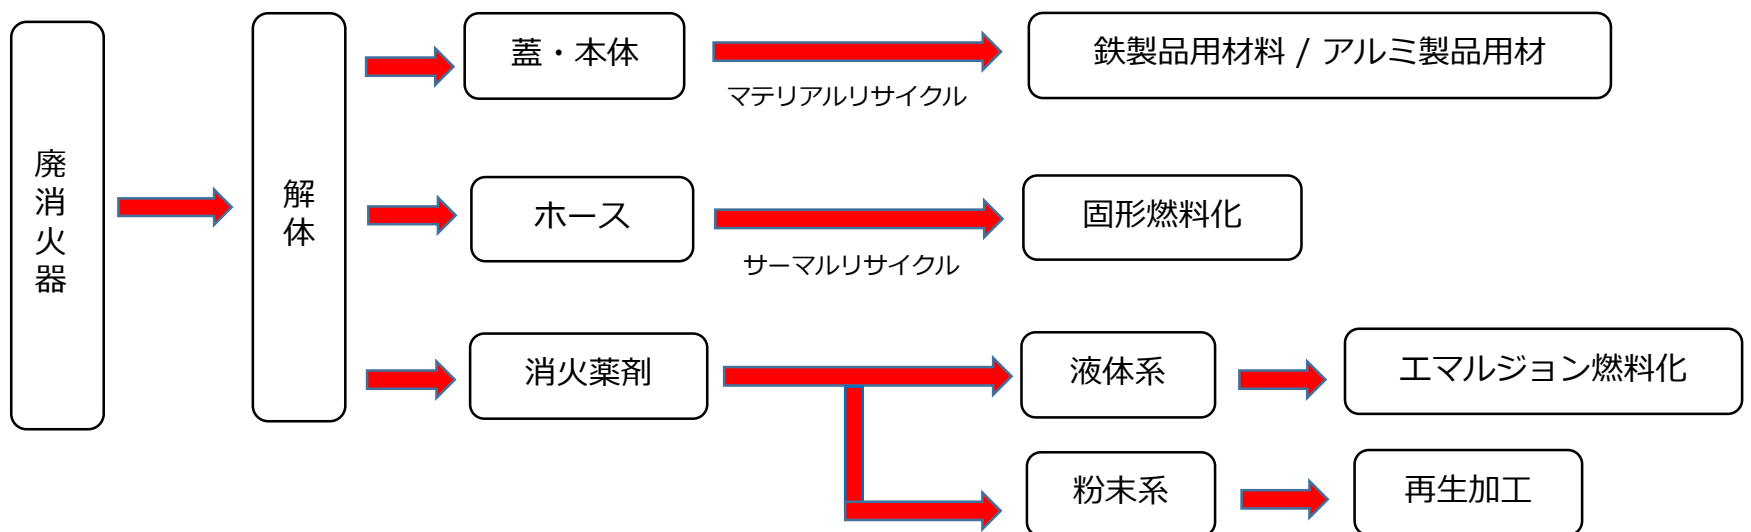 廃消火器
解体
蓋・本体
マテリアルリサイクル
鉄製品用材料 / アルミ製品用材
ホース
サーマルリサイクル
固形燃料化
消火薬剤
液体系
エマルジョン燃料化
粉末系
再生加工